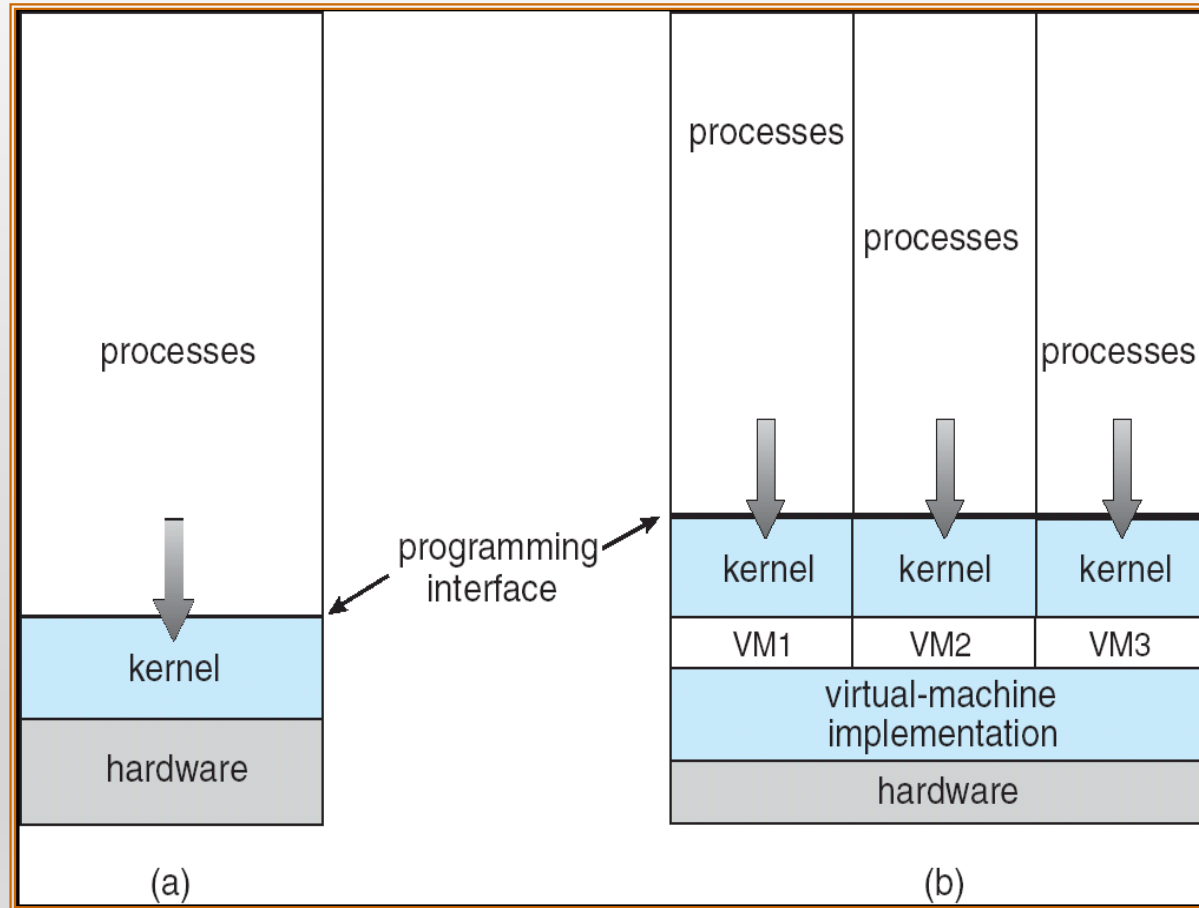 processes
kernel
hardware
(a)
programming
interface
processes
processes
processes
kernel
kernel
kernel
VM1
VM2
VM3
virtual-machine
implementation
hardware
(b)